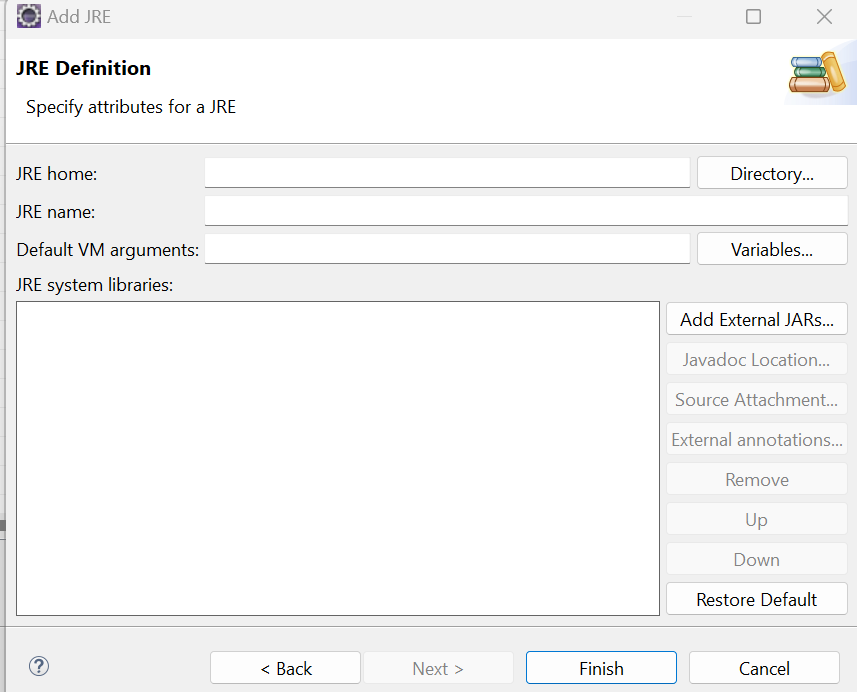 Add JRE
JRE Definition
Specify attributes for a JRE
JRE home:
Directory...
JRE name:
Default VM arguments:
Variables...
JRE system libraries:
Add External JARs...
Javadoc Location...
Source Attachment...
External annotations...
Remove
Up
Down
Restore Default
?
< Back
Next >
Finish
Cancel